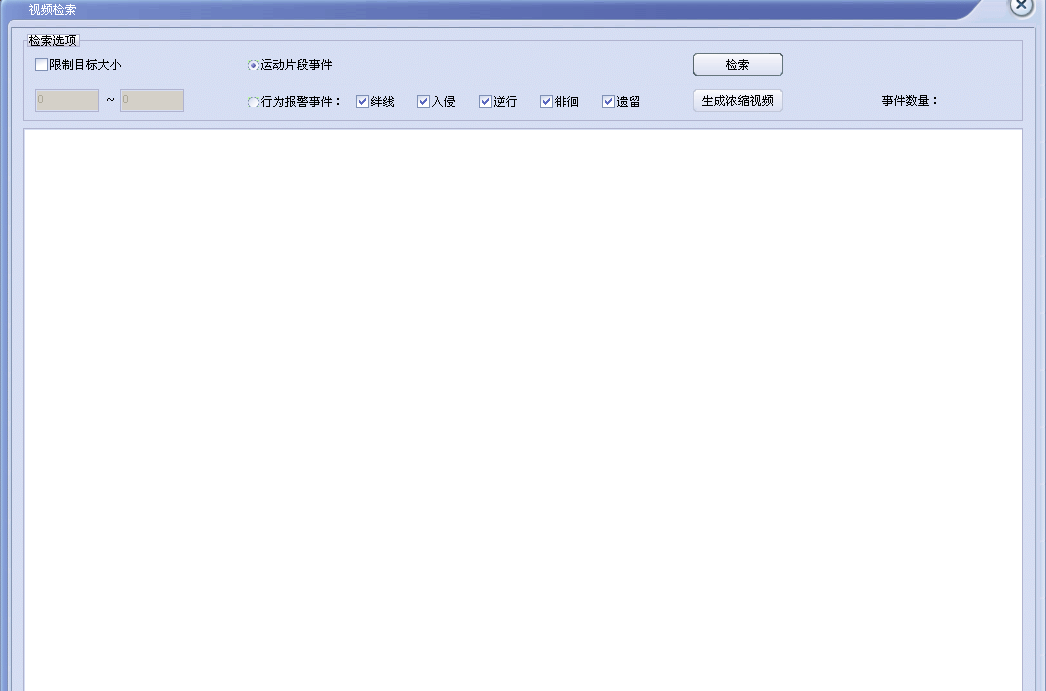 视频检索
检索选项
限制目标大小
运动片段事件
检索
0 ~ 0
行为报警事件： 绊线 入侵 逆行 徘徊 遗留
生成浓缩视频
事件数量：